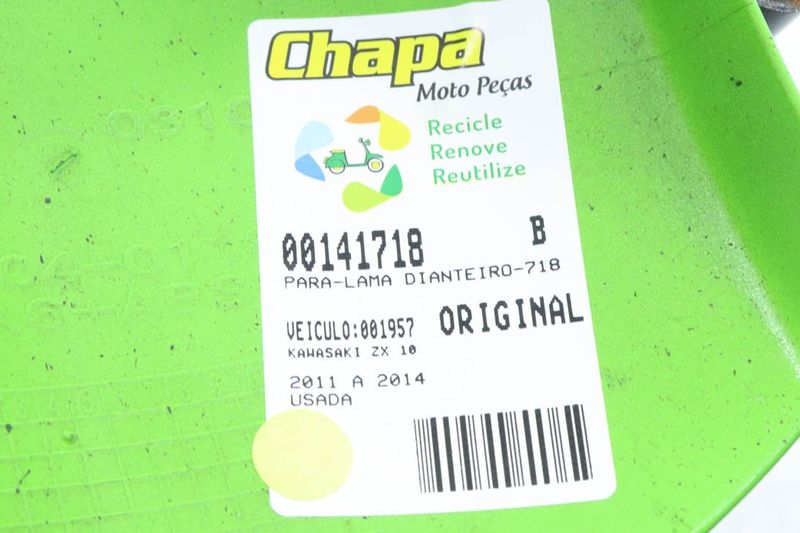 Chapa
Moto Peças
Recicle
Renove
Reutilize
00141718 B
PARA-LAMA DIANTEIRO-718
VEICULO:001957 ORIGINAL
KAWASAKI ZX 10
2011 A 2014
USADA